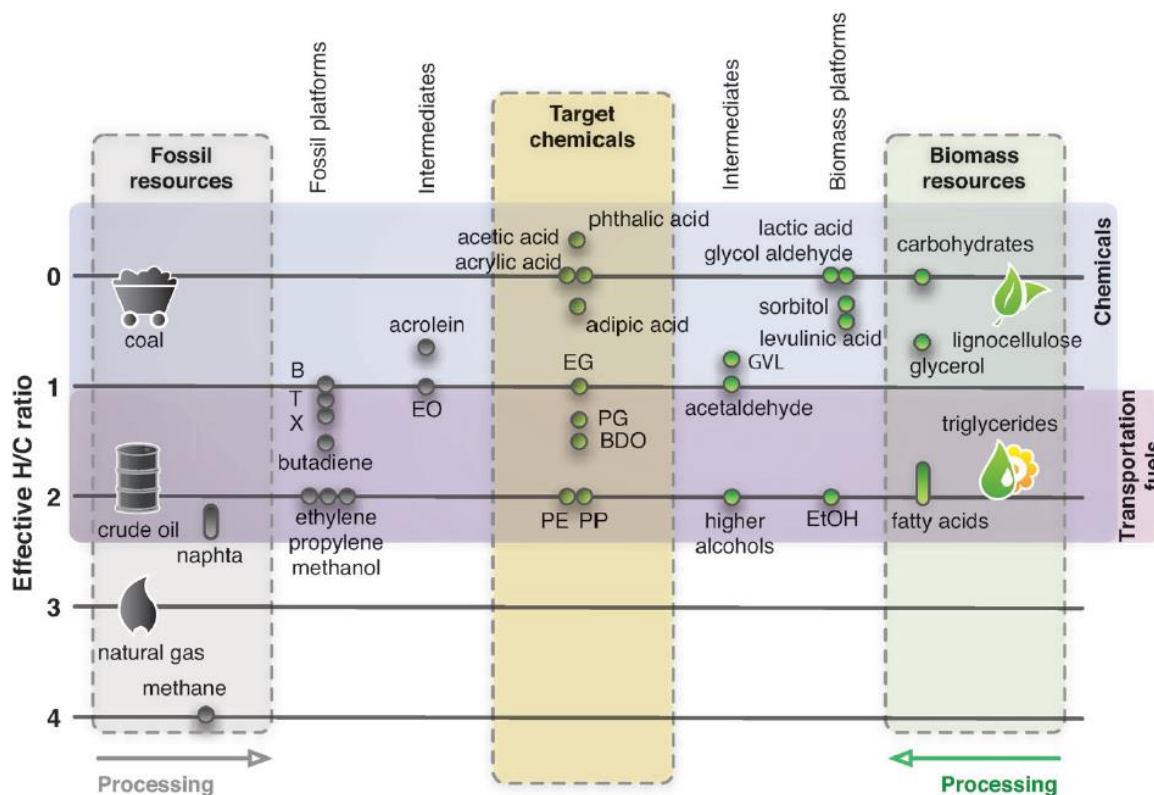 Fossil platforms
Intermediates
Target
chemicals
Intermediates
Biomass platforms
Fossil
resources
Biomass
resources
phthalic acid
acetic acid
acrylic acid
lactic acid
glycol aldehyde
carbohydrates
0
coal
acrolein
adipic acid
sorbitol
levulinic acid
lignocellulose
glycerol
Chemicals
B
EG
GVL
1
T
EO
acetaldehyde
X
PG
BDO
triglycerides
butadiene
2
crude oil
naphta
ethylene
propylene
methanol
PE PP
higher
alcohols
EtOH
fatty acids
Transportation
fuels
Effective H/C ratio
3
natural gas
methane
4
Processing
Processing